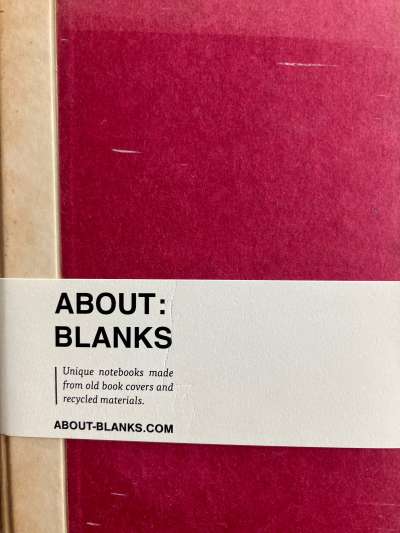 ABOUT:
BLANKS
Unique notebooks made
from old book covers and
recycled materials.
ABOUT-BLANKS.COM